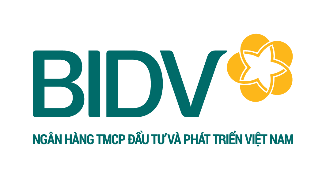 BIDV
NGÂN HÀNG TMCP ĐẦU TƯ VÀ PHÁT TRIỂN VIỆT NAM